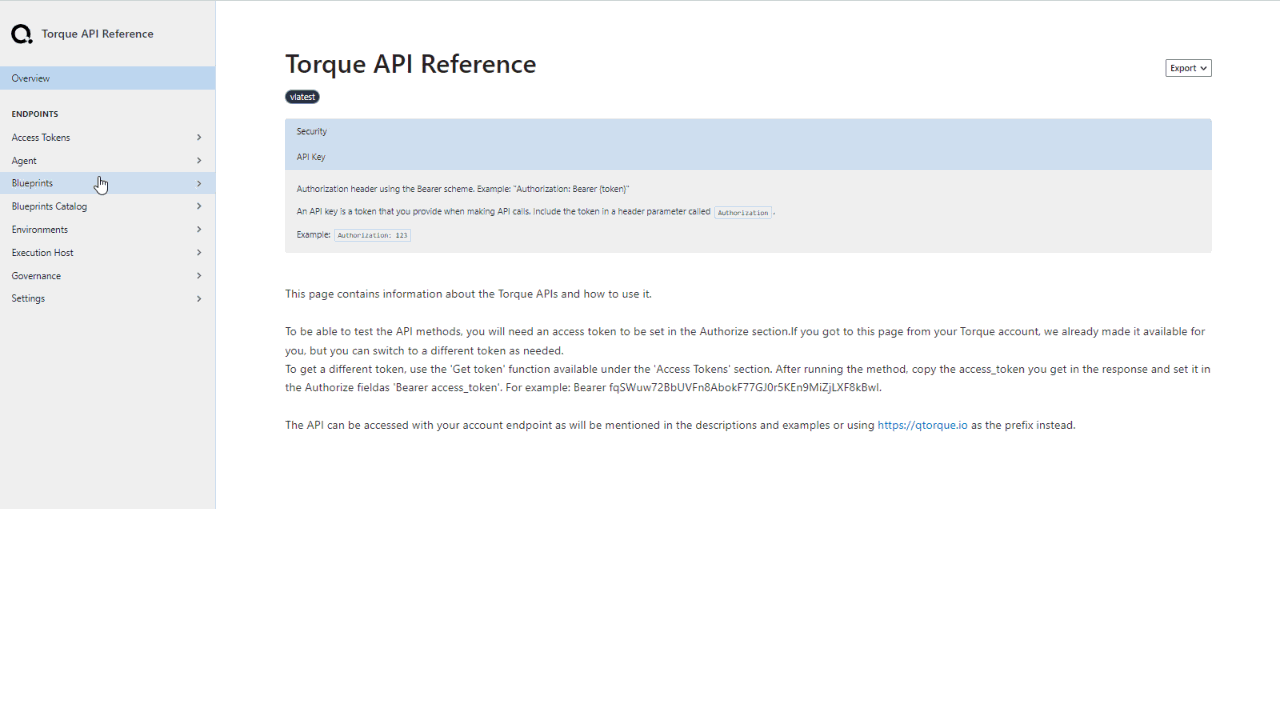 Torque API Reference
Overview
ENDPOINTS
Access Tokens
Agent
Blueprints
Blueprints Catalog
Environments
Execution Host
Governance
Settings
Torque API Reference
Export
vlatest
Security
API Key
Authorization header using the Bearer scheme. Example: "Authorization: Bearer {token}"
An API key is a token that you provide when making API calls. Include the token in a header parameter called Authorization.
Example: Authorization: 123
This page contains information about the Torque APIs and how to use it.
To be able to test the API methods, you will need an access token to be set in the Authorize section.If you got to this page from your Torque account, we already made it available for
you, but you can switch to a different token as needed.
To get a different token, use the 'Get token' function available under the 'Access Tokens' section. After running the method, copy the access_token you get in the response and set it in
the Authorize fieldas 'Bearer access_token'. For example: Bearer fqSWuw72BbUVFn8AbokF77GJ0r5KEn9MiZjLXF8kBwI.
The API can be accessed with your account endpoint as will be mentioned in the descriptions and examples or using https://qtorque.io as the prefix instead.